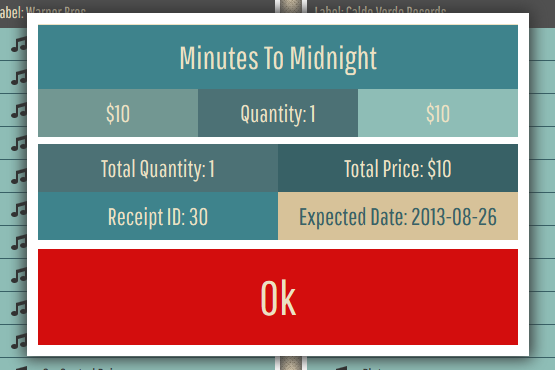 Label: Warner Bros
Label: Caldo Verde Records
Minutes To Midnight
$10 Quantity: 1 $10
Total Quantity: 1 Total Price: $10
Receipt ID: 30 Expected Date: 2013-08-26
Ok